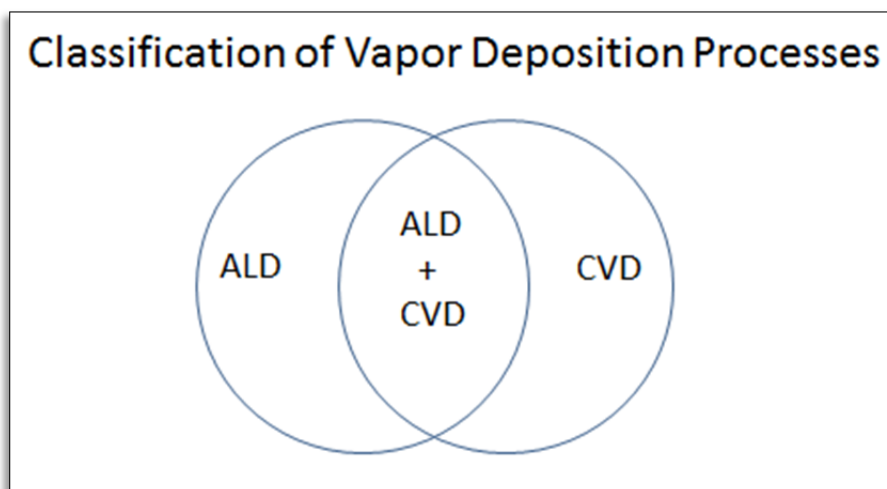 Classification of Vapor Deposition Processes
ALD
ALD
+
CVD
CVD